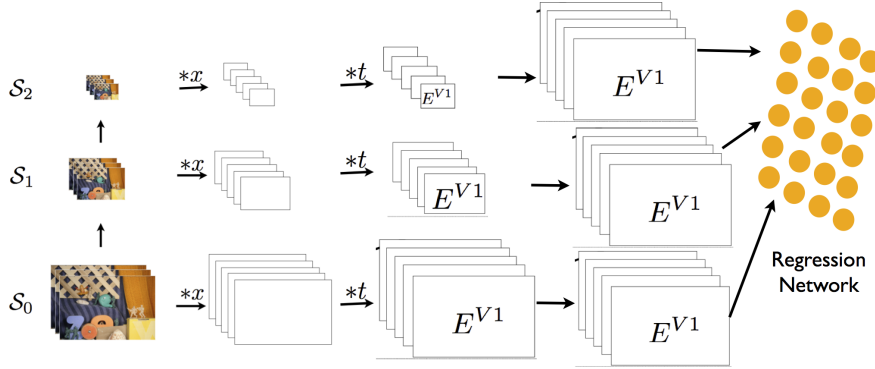 S₂
*x
*t
E^{V1}
E^{V1}
S₁
*x
*t
E^{V1}
E^{V1}
S₀
*x
*t
E^{V1}
E^{V1}
Regression
Network